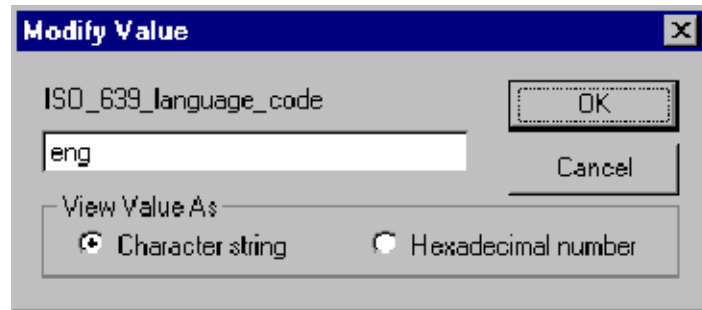 Modify Value
ISO_639_language_code
OK
eng
Cancel
View Value As
Character string
Hexadecimal number